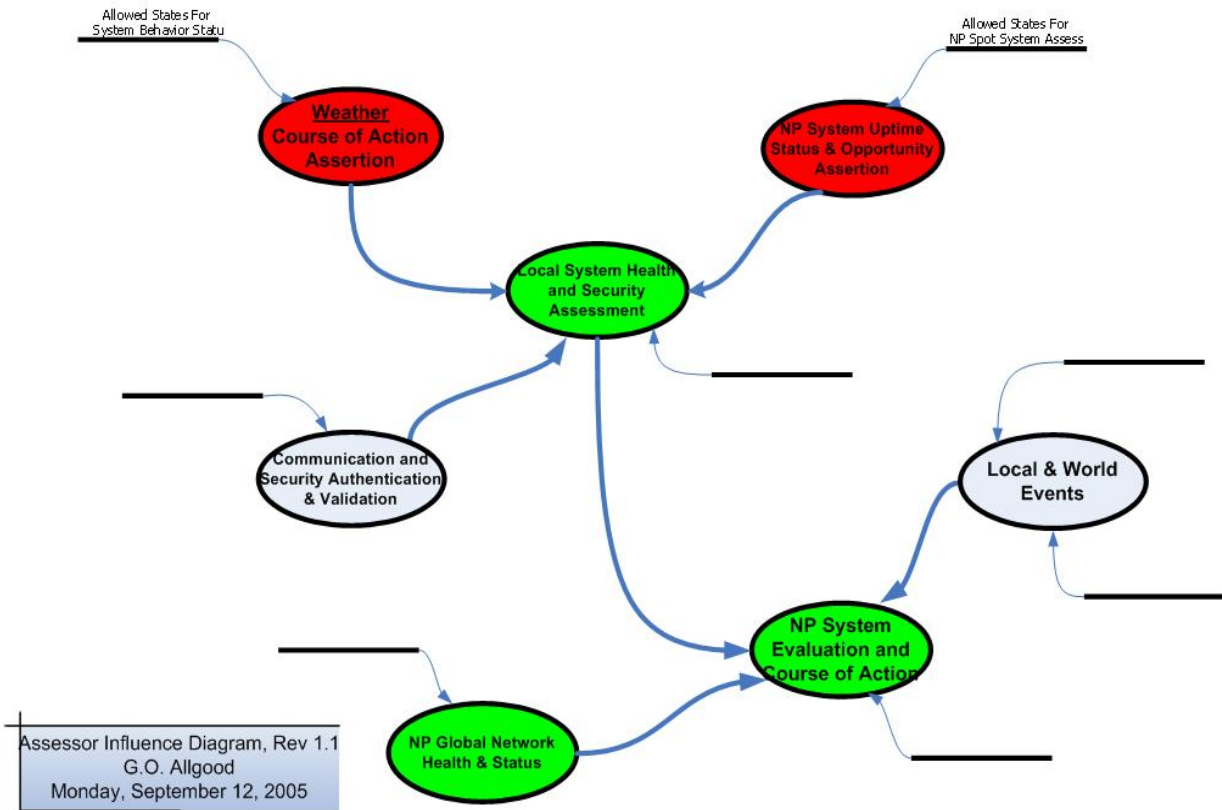 Allowed States For
System Behavior Statu
Allowed States For
NP Spot System Assess
Weather
Course of Action
Assertion
NP System Uptime
Status & Opportunity
Assertion
Local System Health
and Security
Assessment
Communication and
Security Authentication
& Validation
Local & World
Events
NP System
Evaluation and
Course of Action
NP Global Network
Health & Status
Assessor Influence Diagram, Rev 1.1
G.O. Allgood
Monday, September 12, 2005